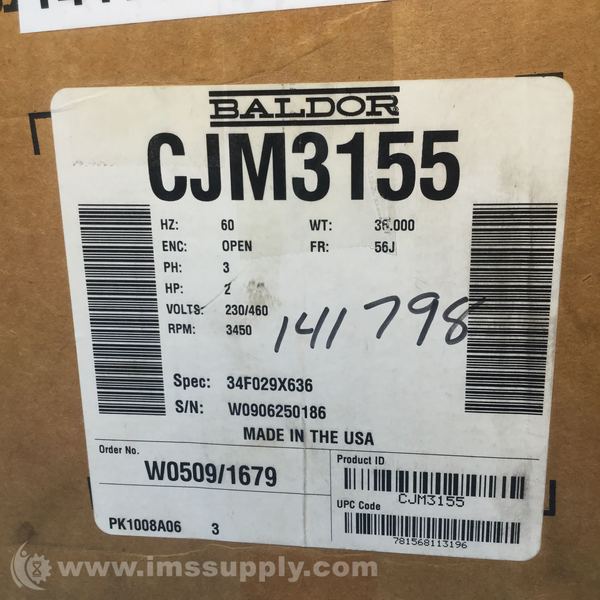 BALDOR
CJM3155
HZ: 60 WT: 36.000
ENC: OPEN FR: 56J
PH: 3
HP: 2
VOLTS: 230/460
RPM: 3450
141798
Spec: 34F029X636
S/N: W0906250186
MADE IN THE USA
Order No.
W0509/1679
PK1008A06 3
Product ID
CJM3155
UPC Code
781568113196
www.imssupply.com